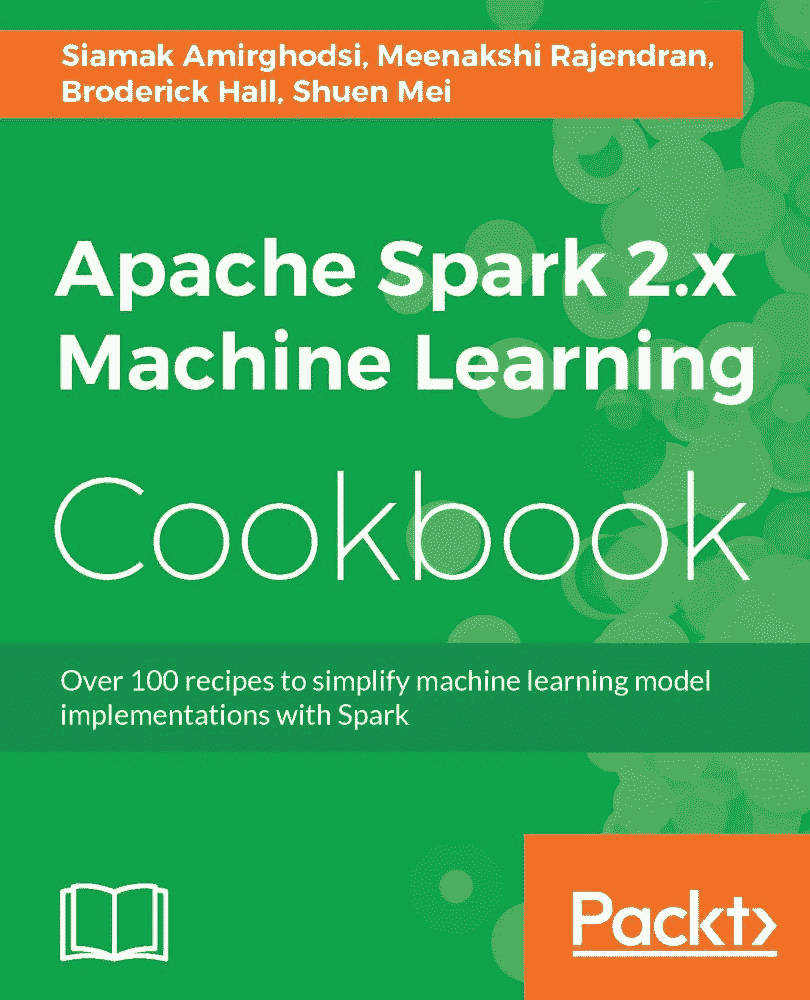 Siamak Amirghodsi, Meenakshi Rajendran,
Broderick Hall, Shuen Mei
Apache Spark 2.x
Machine Learning
Cookbook
Over 100 recipes to simplify machine learning model
implementations with Spark
Packt>